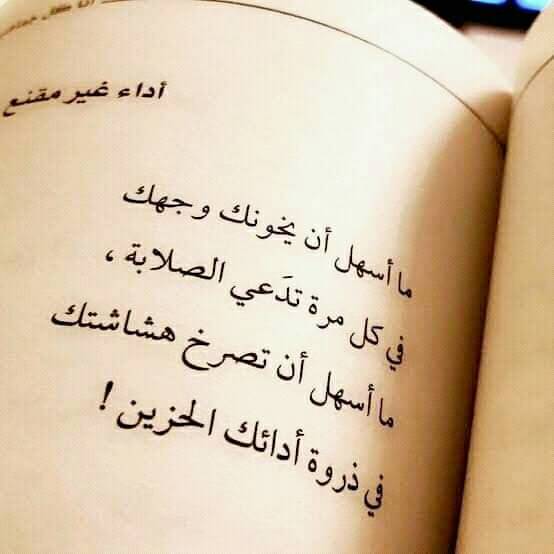 أداء غير مقنع
ما أسهل أن يخونك وجهك
في كل مرة تدَعي الصلابة ،
ما أسهل أن تصرخ هشاشتك
في ذروة أدائك الحزين !